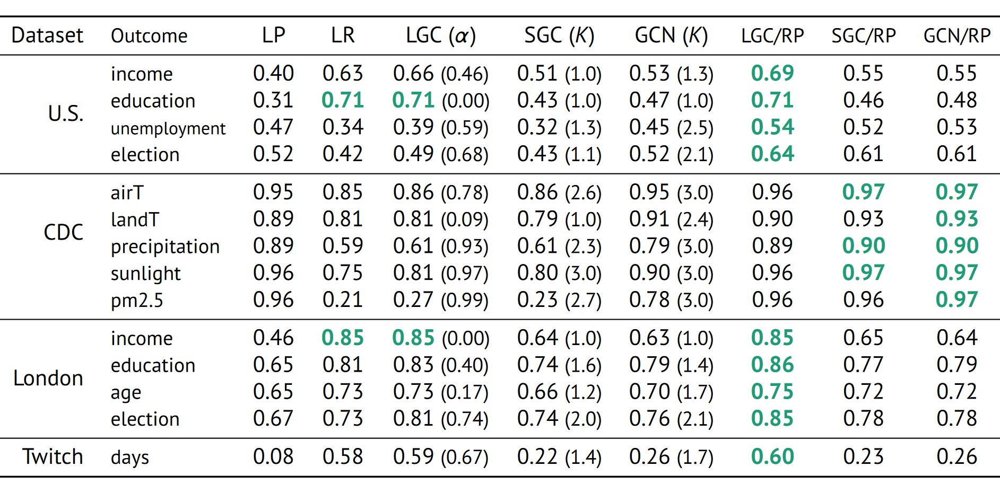 Dataset Outcome LP LR LGC (α) SGC (K) GCN (K) LGC/RP SGC/RP GCN/RP
income 0.40 0.63 0.66 (0.46) 0.51 (1.0) 0.53 (1.3) 0.69 0.55 0.55
education 0.31 0.71 0.71 (0.00) 0.43 (1.0) 0.47 (1.0) 0.71 0.46 0.48
U.S.
unemployment 0.47 0.34 0.39 (0.59) 0.32 (1.3) 0.45 (2.5) 0.54 0.52 0.53
election 0.52 0.42 0.49 (0.68) 0.43 (1.1) 0.52 (2.1) 0.64 0.61 0.61
airT 0.95 0.85 0.86 (0.78) 0.86 (2.6) 0.95 (3.0) 0.96 0.97 0.97
landT 0.89 0.81 0.81 (0.09) 0.79 (1.0) 0.91 (2.4) 0.90 0.93 0.93
CDC
precipitation 0.89 0.59 0.61 (0.93) 0.61 (2.3) 0.79 (3.0) 0.89 0.90 0.90
sunlight 0.96 0.75 0.81 (0.97) 0.80 (3.0) 0.90 (3.0) 0.96 0.97 0.97
pm2.5 0.96 0.21 0.27 (0.99) 0.23 (2.7) 0.78 (3.0) 0.96 0.96 0.97
income 0.46 0.85 0.85 (0.00) 0.64 (1.0) 0.63 (1.0) 0.85 0.65 0.64
education 0.65 0.81 0.83 (0.40) 0.74 (1.6) 0.79 (1.4) 0.86 0.77 0.79
London
age 0.65 0.73 0.73 (0.17) 0.66 (1.2) 0.70 (1.7) 0.75 0.72 0.72
election 0.67 0.73 0.81 (0.74) 0.74 (2.0) 0.76 (2.1) 0.85 0.78 0.78
Twitch days 0.08 0.58 0.59 (0.67) 0.22 (1.4) 0.26 (1.7) 0.60 0.23 0.26